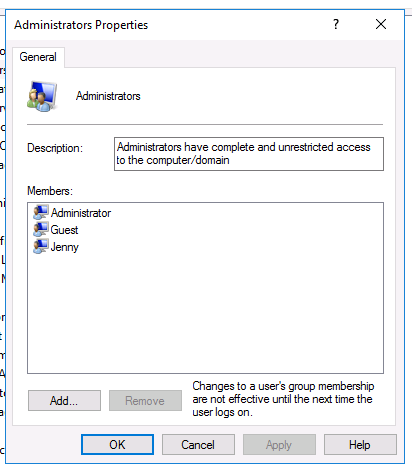 Administrators Properties
General
Administrators
Description:
Administrators have complete and unrestricted access
to the computer/domain
Members:
Administrator
Guest
Jenny
Add...
Remove
Changes to a user's group membership
are not effective until the next time the
user logs on.
OK
Cancel
Apply
Help